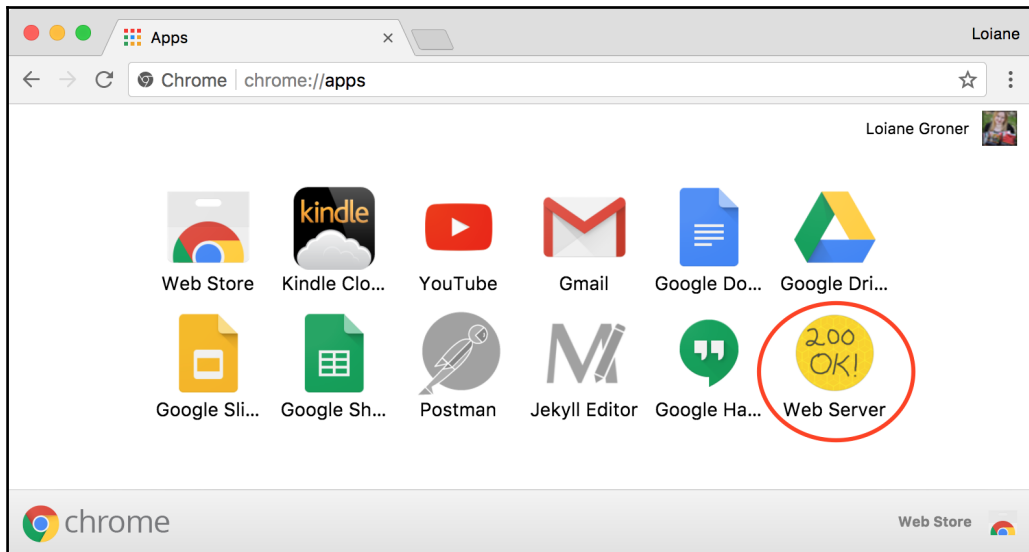 Apps
Loiane
Chrome chrome://apps
Loiane Groner
kindle
Web Store Kindle Clo... YouTube Gmail Google Do... Google Dri...
200
OK!
Google Sli... Google Sh... Postman Jekyll Editor Google Ha... Web Server
chrome
Web Store